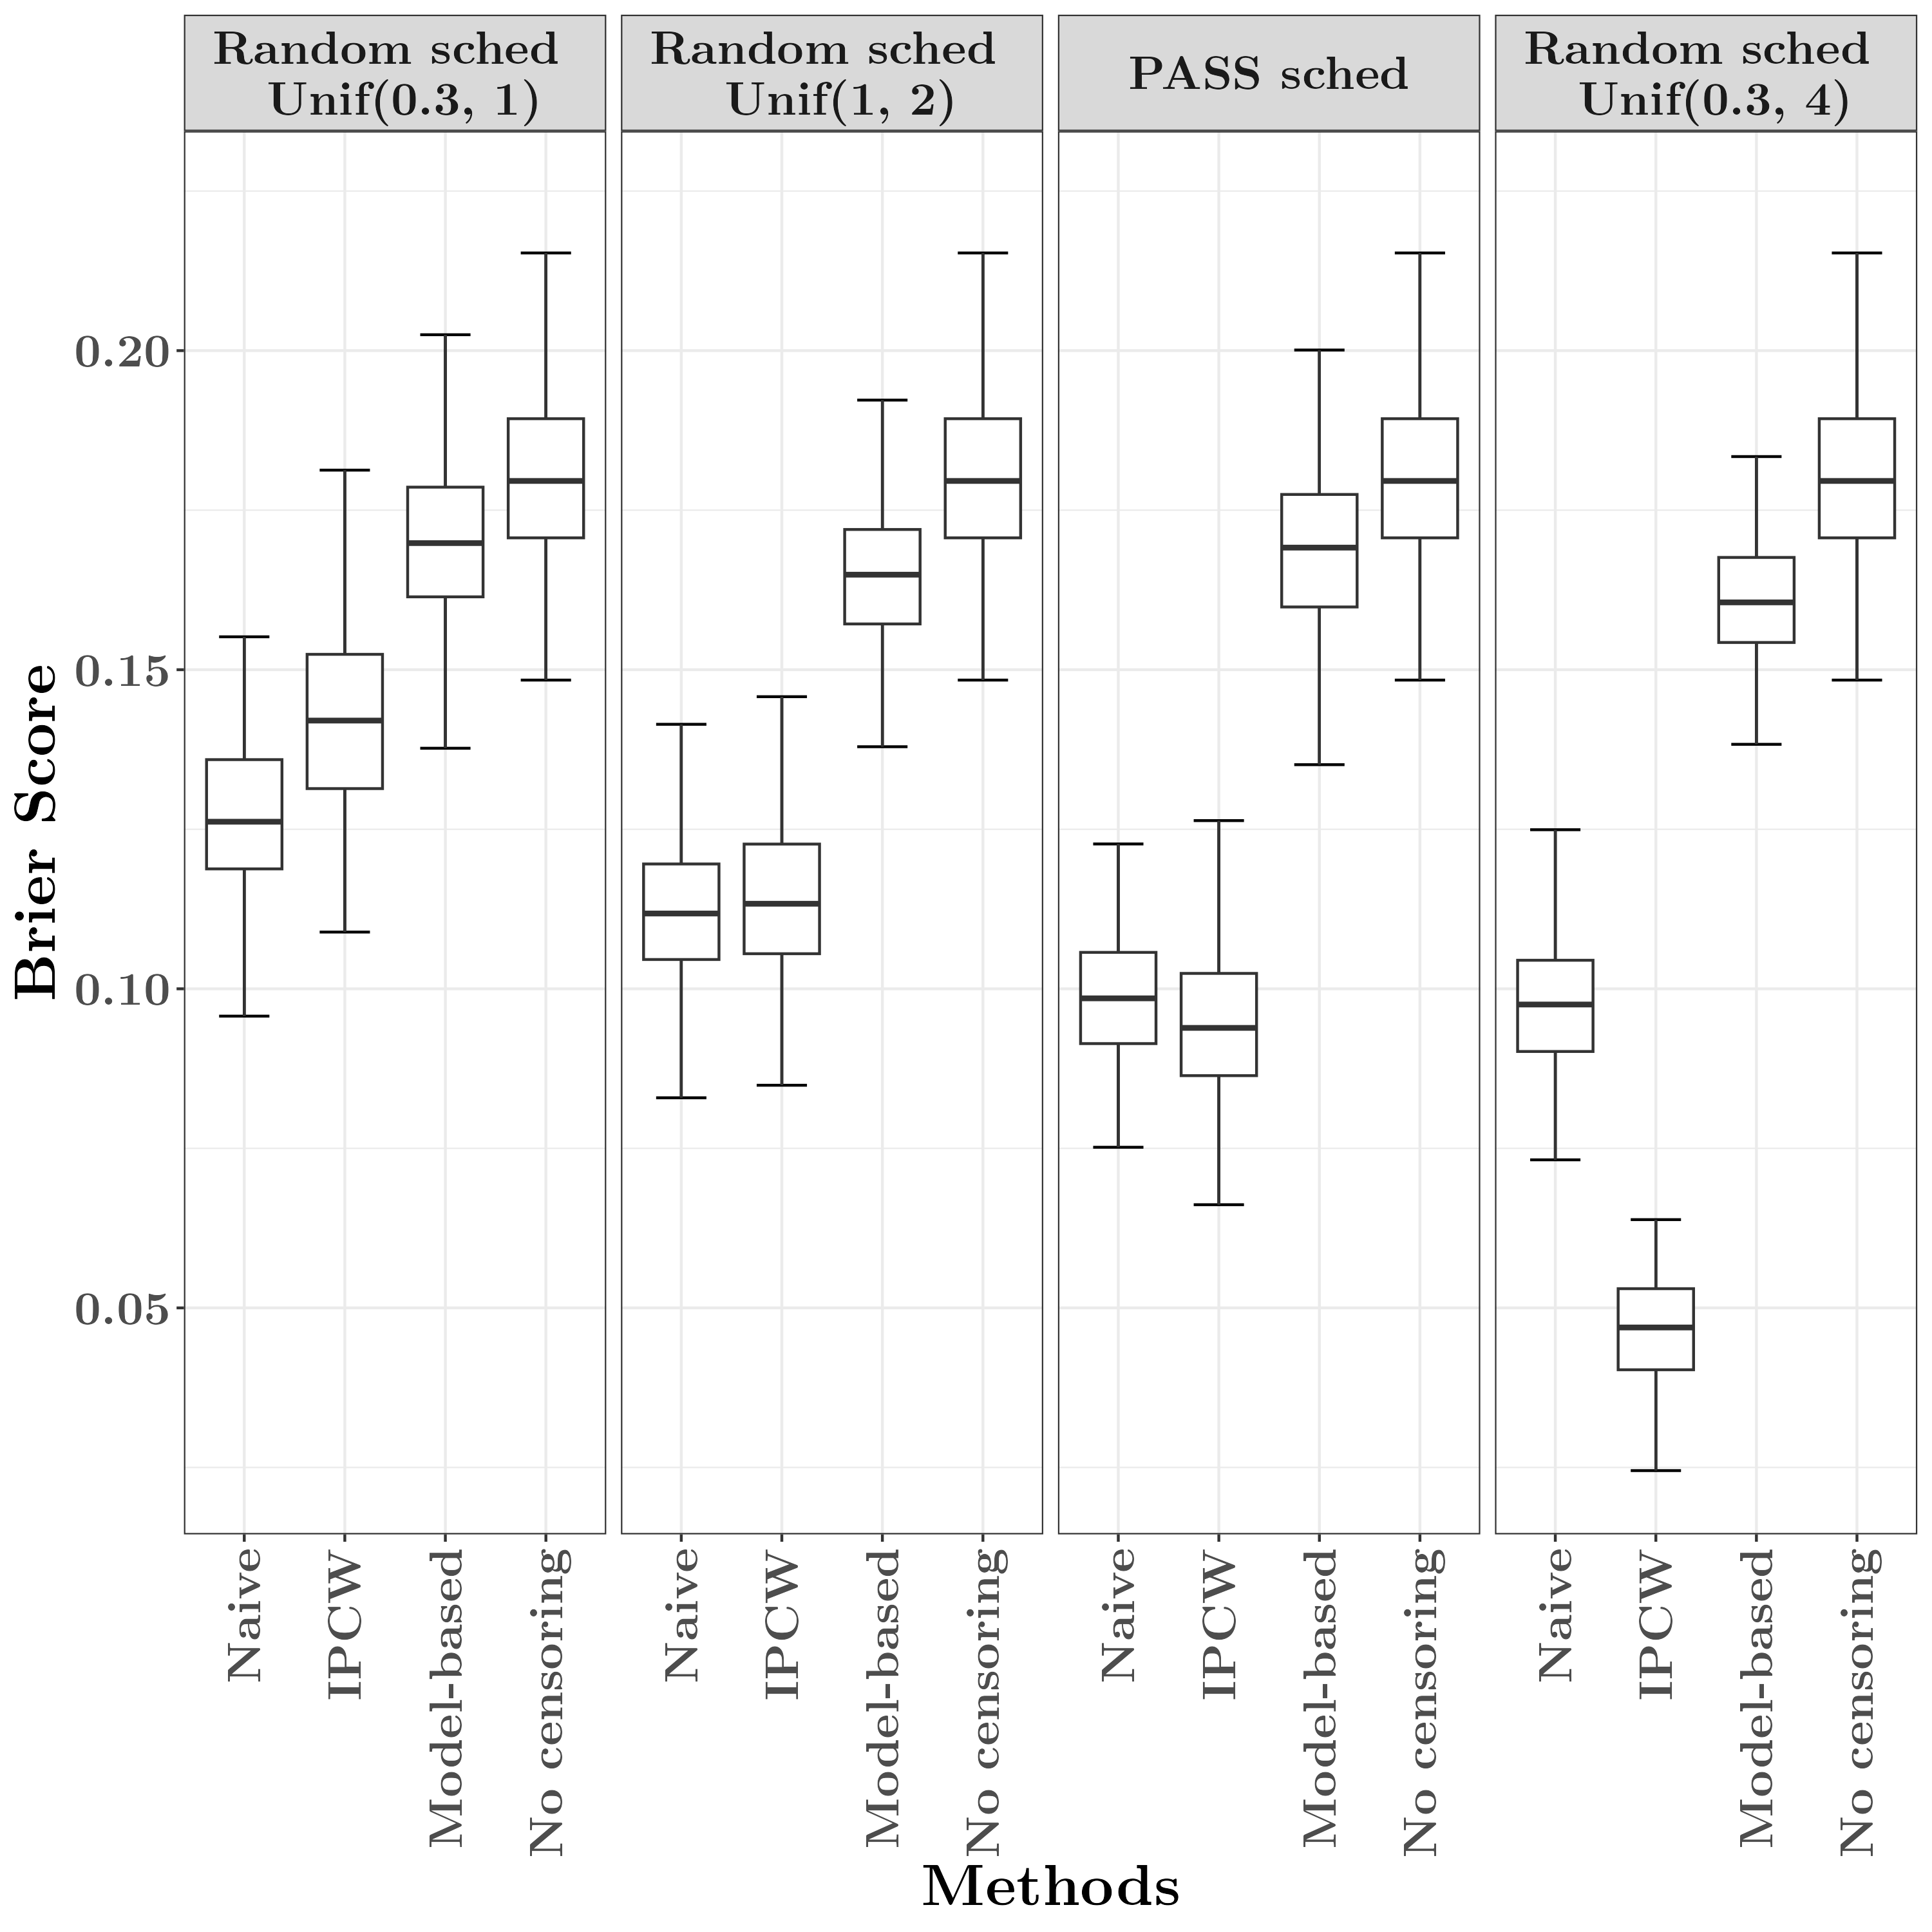 Random sched
Unif(0.3, 1)
Random sched
Unif(1, 2)
PASS sched
Random sched
Unif(0.3, 4)
Brier Score
0.20
0.15
0.10
0.05
Naive
IPCW
Model-based
No censoring
Naive
IPCW
Model-based
No censoring
Naive
IPCW
Model-based
No censoring
Naive
IPCW
Model-based
No censoring
Methods